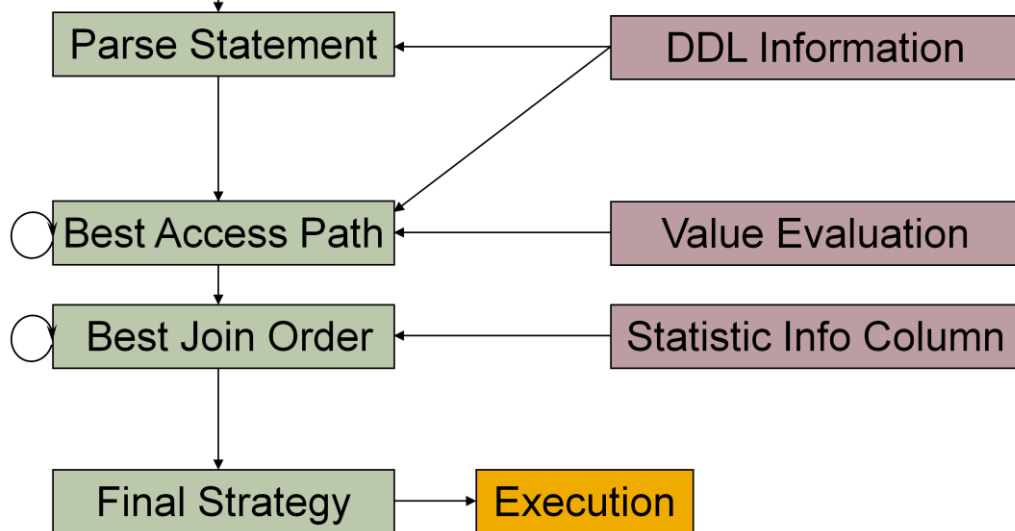 Parse Statement
DDL Information
Best Access Path
Value Evaluation
Best Join Order
Statistic Info Column
Final Strategy
Execution